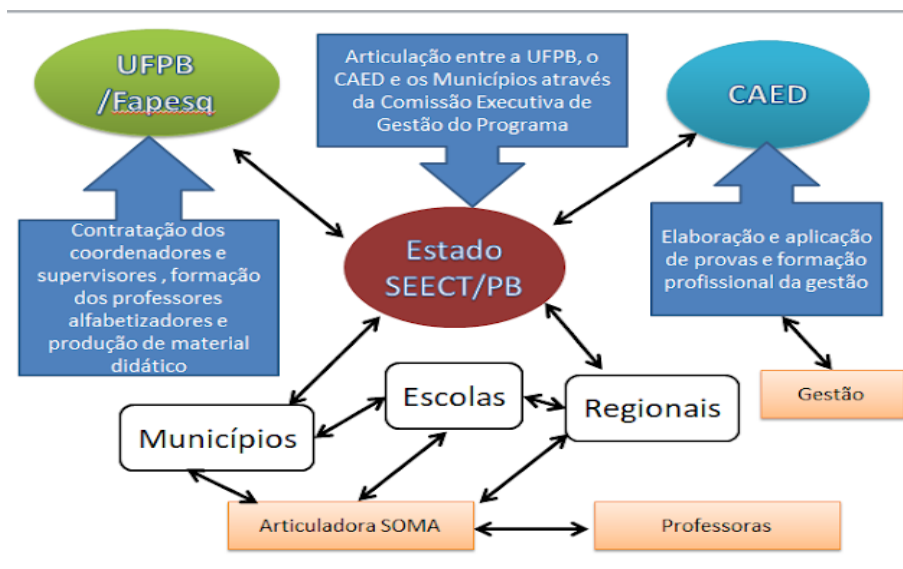 UFPB
/Fapesq
Articulação entre a UFPB, o
CAED e os Municípios através
da Comissão Executiva de
Gestão do Programa
CAED
Contratação dos
coordenadores e
supervisores , formação
dos professores
alfabetizadores e
produção de material
didático
Estado
SEECT/PB
Elaboração e aplicação
de provas e formação
profissional da gestão
Gestão
Municípios
Escolas
Regionais
Articuladora SOMA
Professoras